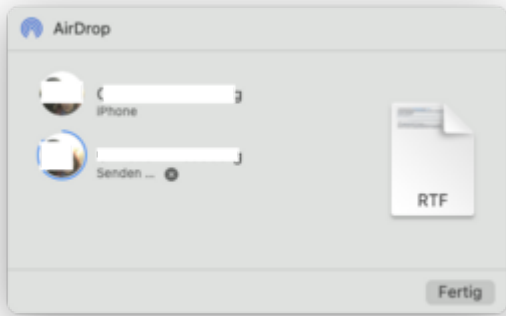 AirDrop
iPhone
Senden ...
RTF
Fertig